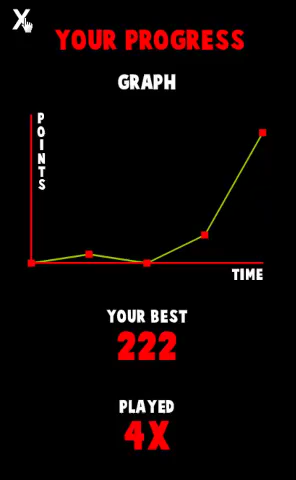 X
YOUR PROGRESS
GRAPH
POINTS
TIME
YOUR BEST
222
PLAYED
4X